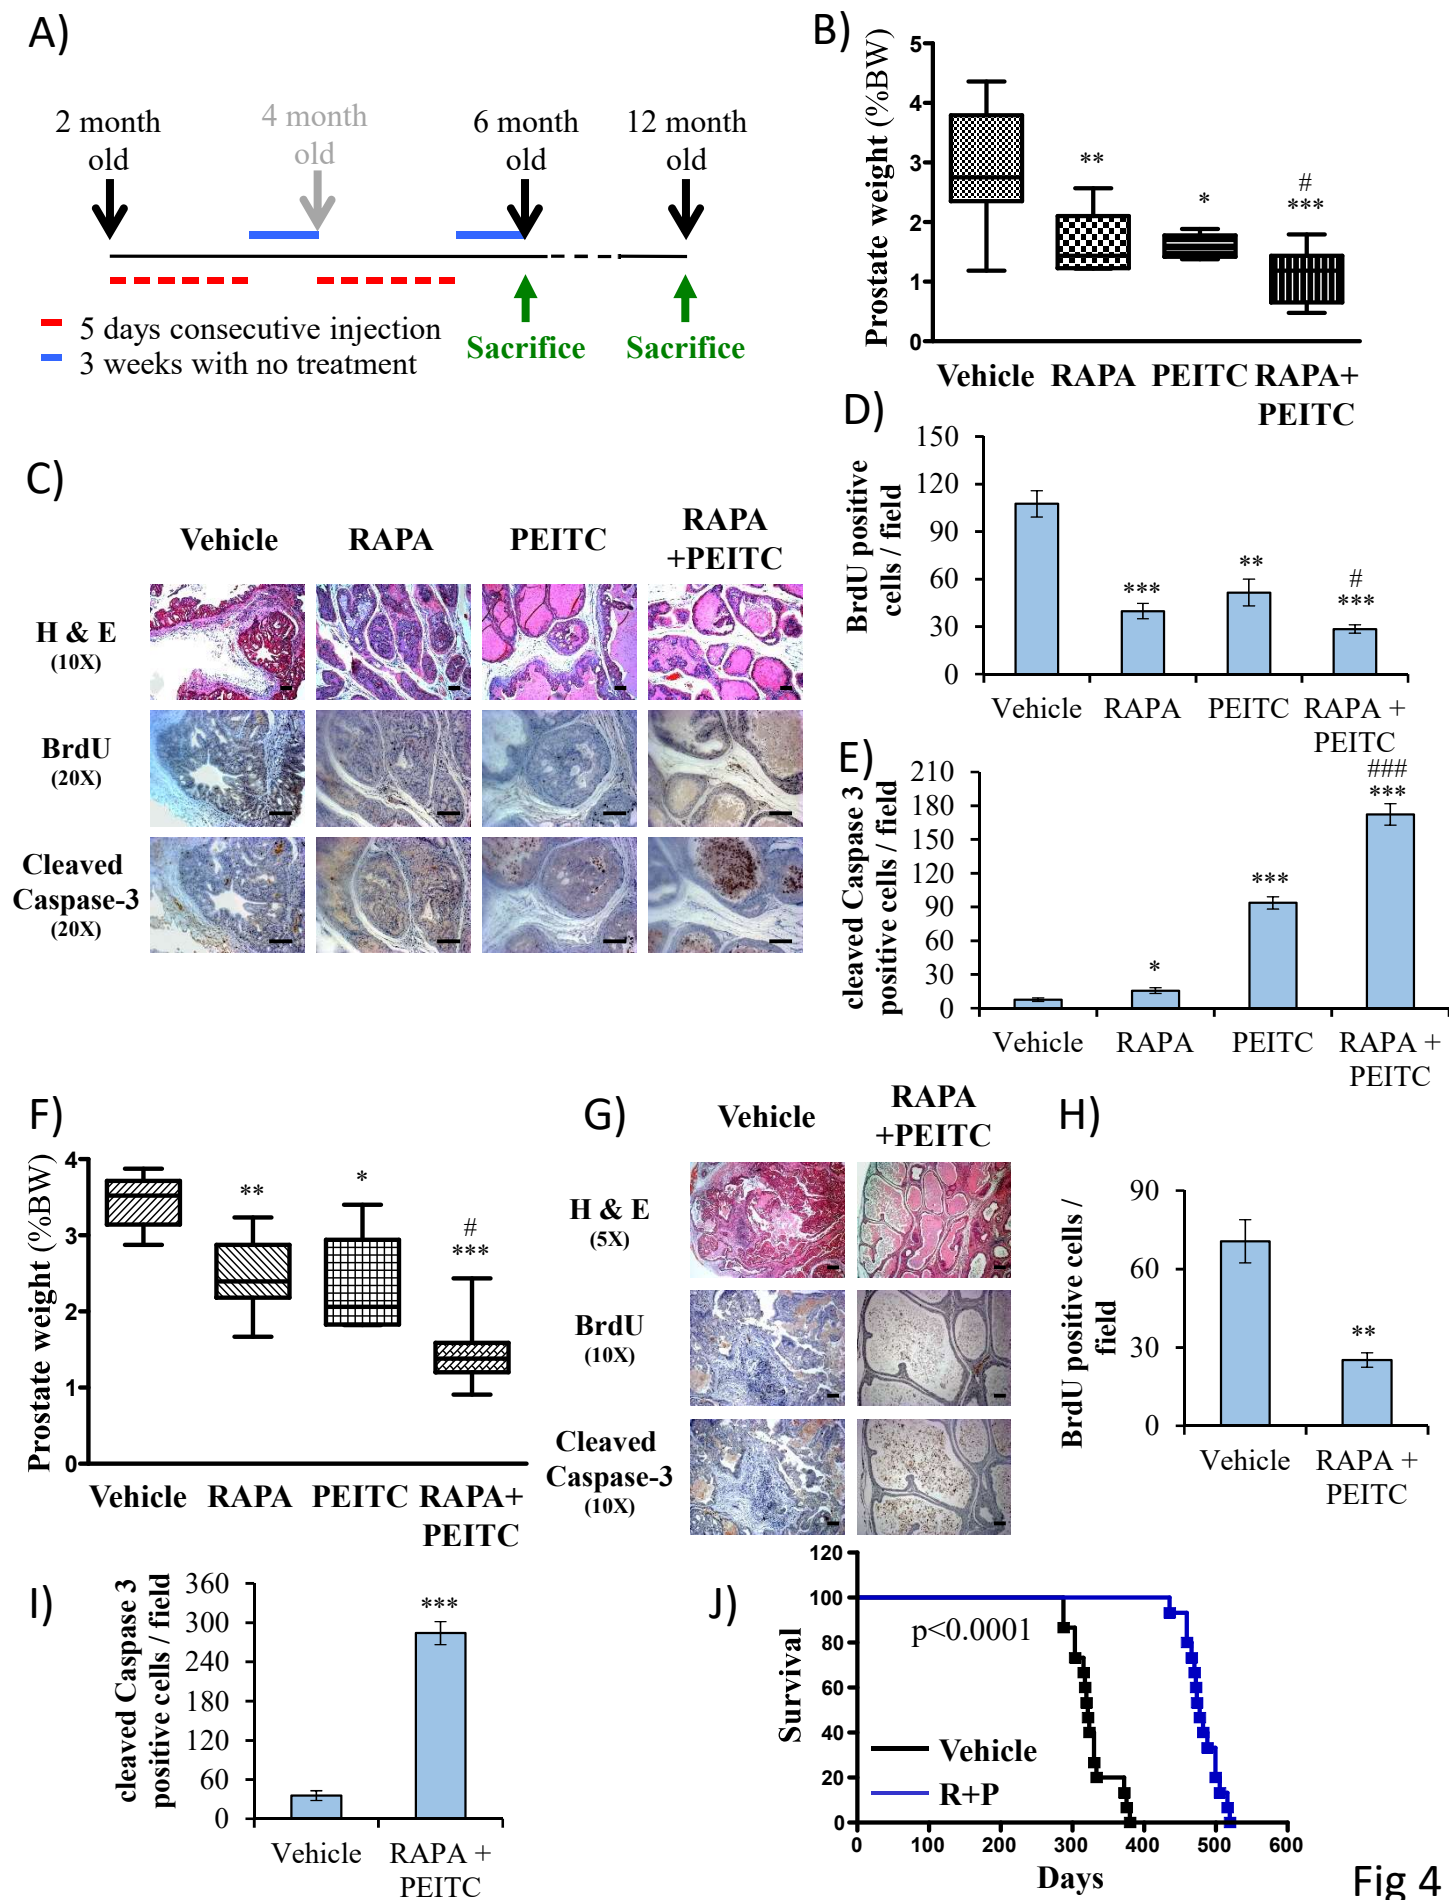 A)
2 month
old
4 month
old
6 month
old
12 month
old
5 days consecutive injection
3 weeks with no treatment
Sacrifice
Sacrifice
B)
Prostate weight (%BW)
5
4
3
2
1
0
**
*
#
***
Vehicle RAPA PEITC RAPA+
PEITC
C)
Vehicle
RAPA
PEITC
RAPA
+PEITC
H & E
(10X)
BrdU
(20X)
Cleaved
Caspase-3
(20X)
D)
BrdU positive
cells / field
150
120
90
60
30
0
***
**
#
***
Vehicle RAPA PEITC RAPA +
PEITC
E)
cleaved Caspase 3
positive cells / field
210
180
150
120
90
60
30
0
*
***
###
***
Vehicle RAPA PEITC RAPA +
PEITC
F)
Prostate weight (%BW)
4
3
2
1
0
**
*
#
***
Vehicle RAPA PEITC RAPA+
PEITC
G)
Vehicle
RAPA
+PEITC
H & E
(5X)
BrdU
(10X)
Cleaved
Caspase-3
(10X)
H)
BrdU positive cells /
field
90
60
30
0
**
Vehicle RAPA +
PEITC
I)
cleaved Caspase 3
positive cells / field
360
300
240
180
120
60
0
***
Vehicle RAPA +
PEITC
J)
Survival
120
100
80
60
40
20
0
p<0.0001
Vehicle
R+P
0 100 200 300 400 500 600
Days
Fig 4